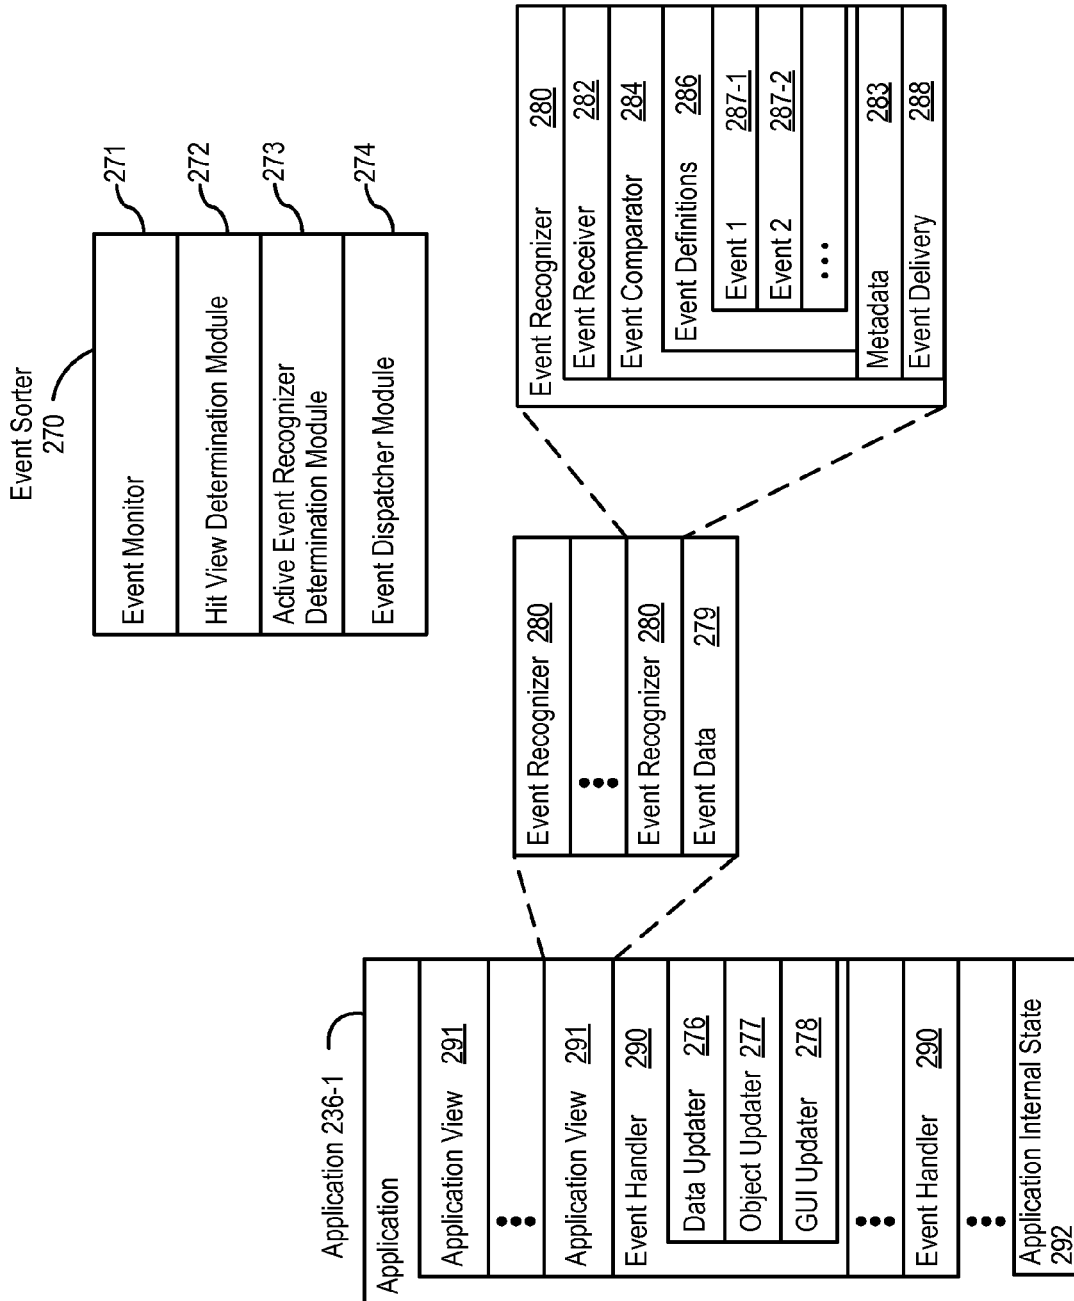 Event Sorter
270
Event Monitor
271
Hit View Determination Module
272
Active Event Recognizer
Determination Module
273
Event Dispatcher Module
274
Application 236-1
Application
Application View 291
•••
Application View 291
Event Handler 290
Data Updater 276
Object Updater 277
GUI Updater 278
•••
Event Handler 290
•••
Application Internal State
292
Event Recognizer 280
•••
Event Recognizer 280
Event Data 279
Event Recognizer 280
Event Receiver 282
Event Comparator 284
Event Definitions 286
Event 1 287-1
Event 2 287-2
•••
Metadata 283
Event Delivery 288